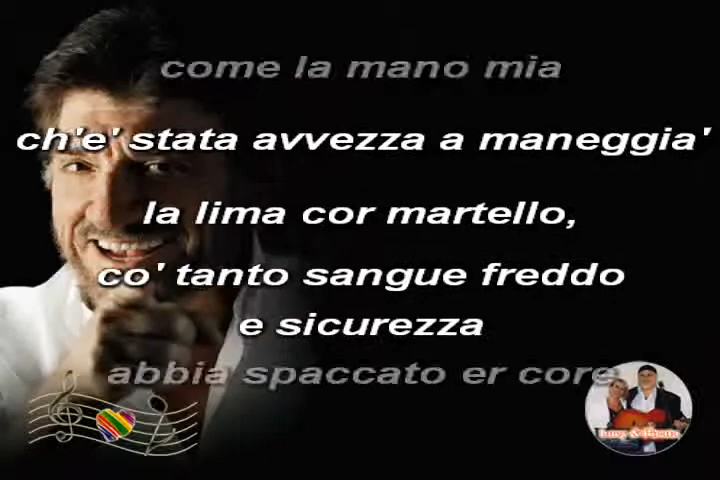 come la mano mia
ch'e' stata avvezza a maneggia'
la lima cor martello,
co' tanto sangue freddo
e sicurezza
abbia spaccato er core